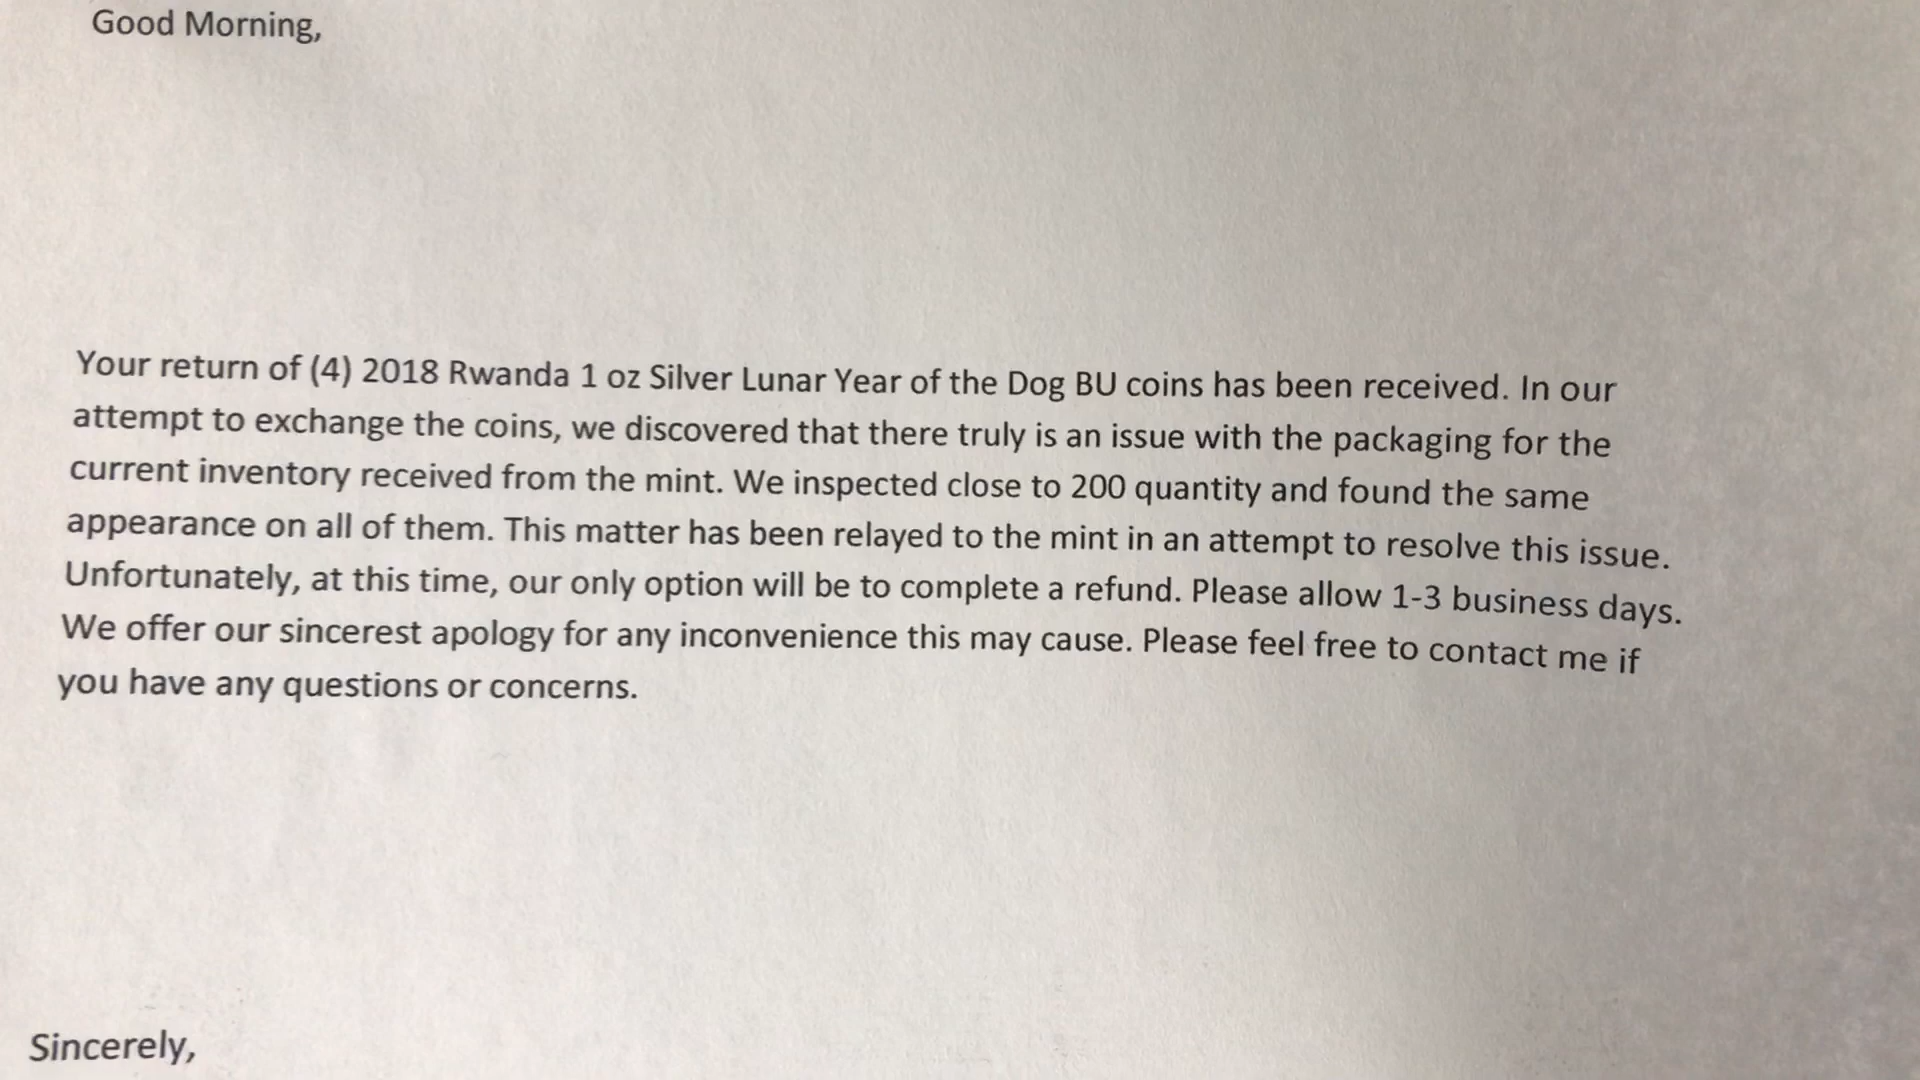 Good Morning,
Your return of (4) 2018 Rwanda 1 oz Silver Lunar Year of the Dog BU coins has been received. In our
attempt to exchange the coins, we discovered that there truly is an issue with the packaging for the
current inventory received from the mint. We inspected close to 200 quantity and found the same
appearance on all of them. This matter has been relayed to the mint in an attempt to resolve this issue.
Unfortunately, at this time, our only option will be to complete a refund. Please allow 1-3 business days.
We offer our sincerest apology for any inconvenience this may cause. Please feel free to contact me if
you have any questions or concerns.
Sincerely,